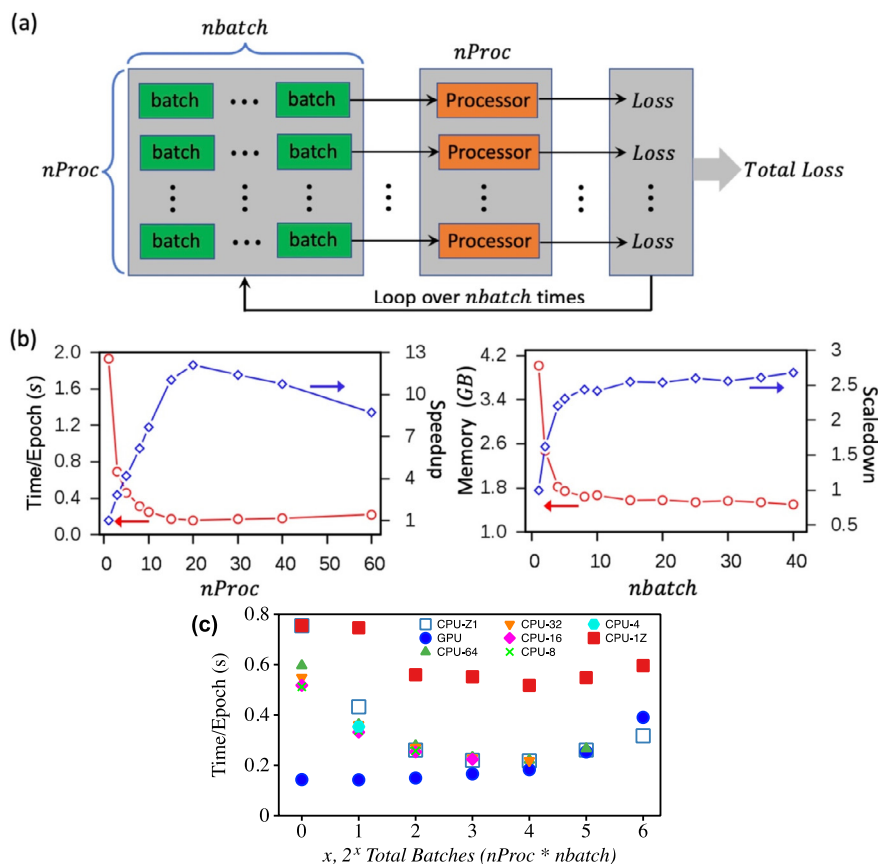 (a)
nbatch
nProc
batch ••• batch Processor Loss
nProc batch ••• batch Processor Loss Total Loss
batch ••• batch Processor Loss
Loop over nbatch times
(b)
2.0 13 4.2 3
1.6 10 3.4 2.5
1.2 2
0.8 7 2.6 1.5
0.4 4 1.8 1
0.0 1 1.0 0.5
Time/Epoch (s) Speedup Memory (GB) Scaledown
0 10 20 30 40 50 60 0 10 20 30 40
nProc nbatch
(c)
0.8 CPU-Z1 CPU-32 CPU-4
GPU CPU-16 CPU-1Z
CPU-64 CPU-8
0.6
0.4
0.2
0
Time/Epoch (s)
0 1 2 3 4 5 6
x, 2ˣ Total Batches (nProc * nbatch)